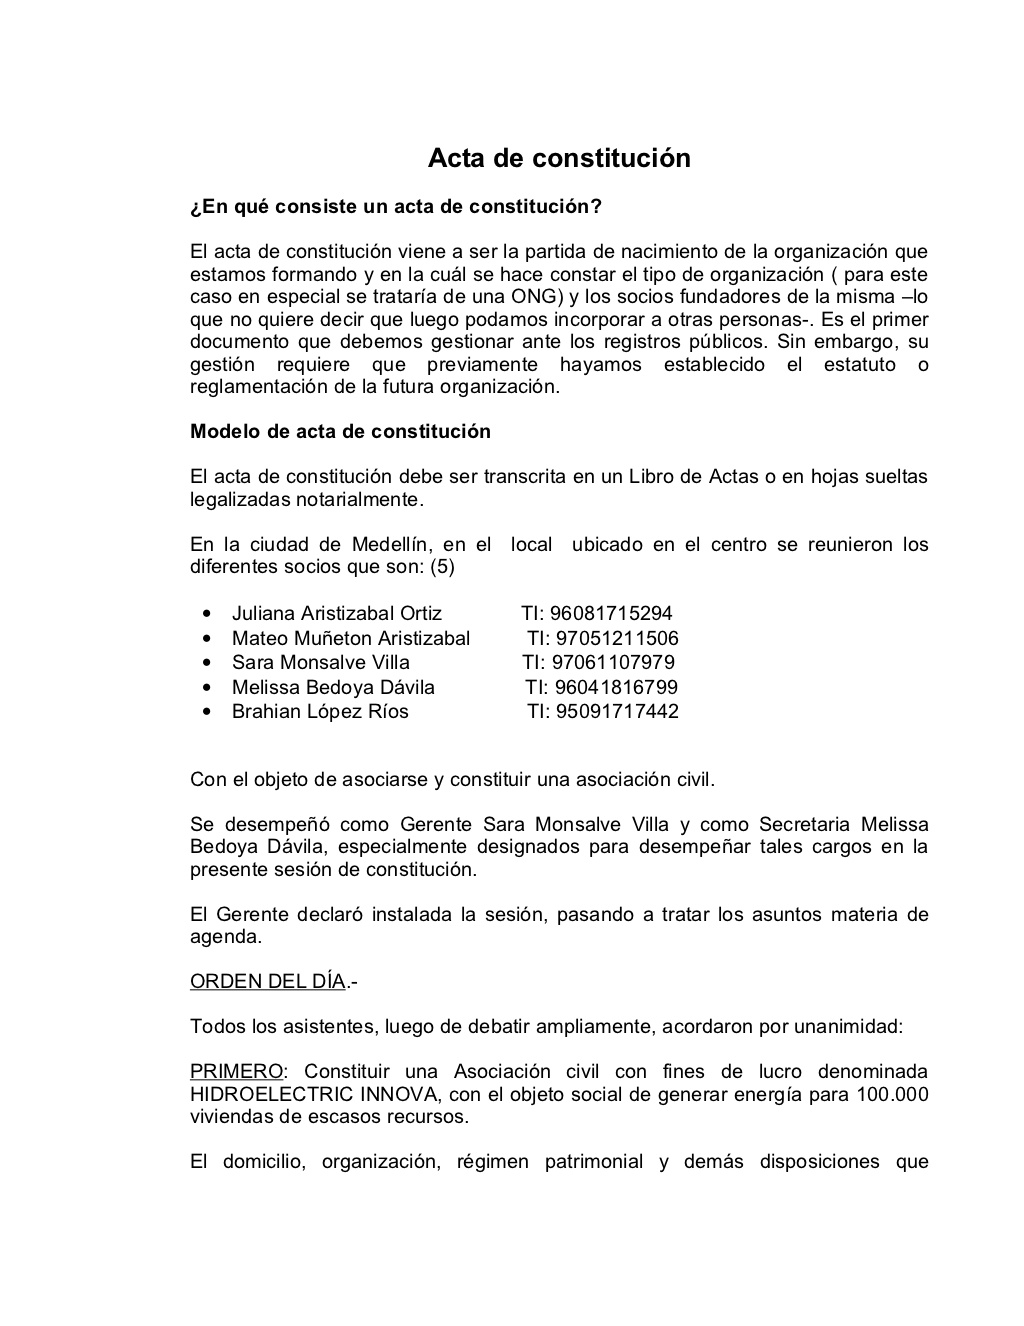 Acta de constitución
¿En qué consiste un acta de constitución?
El acta de constitución viene a ser la partida de nacimiento de la organización que
estamos formando y en la cuál se hace constar el tipo de organización ( para este
caso en especial se trataría de una ONG) y los socios fundadores de la misma –lo
que no quiere decir que luego podamos incorporar a otras personas-. Es el primer
documento que debemos gestionar ante los registros públicos. Sin embargo, su
gestión requiere que previamente hayamos establecido el estatuto o
reglamentación de la futura organización.
Modelo de acta de constitución
El acta de constitución debe ser transcrita en un Libro de Actas o en hojas sueltas
legalizadas notarialmente.
En la ciudad de Medellín, en el local ubicado en el centro se reunieron los
diferentes socios que son: (5)
• Juliana Aristizabal Ortiz TI: 96081715294
• Mateo Muñeton Aristizabal TI: 97051211506
• Sara Monsalve Villa TI: 97061107979
• Melissa Bedoya Dávila TI: 96041816799
• Brahian López Ríos TI: 95091717442
Con el objeto de asociarse y constituir una asociación civil.
Se desempeñó como Gerente Sara Monsalve Villa y como Secretaria Melissa
Bedoya Dávila, especialmente designados para desempeñar tales cargos en la
presente sesión de constitución.
El Gerente declaró instalada la sesión, pasando a tratar los asuntos materia de
agenda.
ORDEN DEL DÍA.-
Todos los asistentes, luego de debatir ampliamente, acordaron por unanimidad:
PRIMERO: Constituir una Asociación civil con fines de lucro denominada
HIDROELECTRIC INNOVA, con el objeto social de generar energía para 100.000
viviendas de escasos recursos.
El domicilio, organización, régimen patrimonial y demás disposiciones que